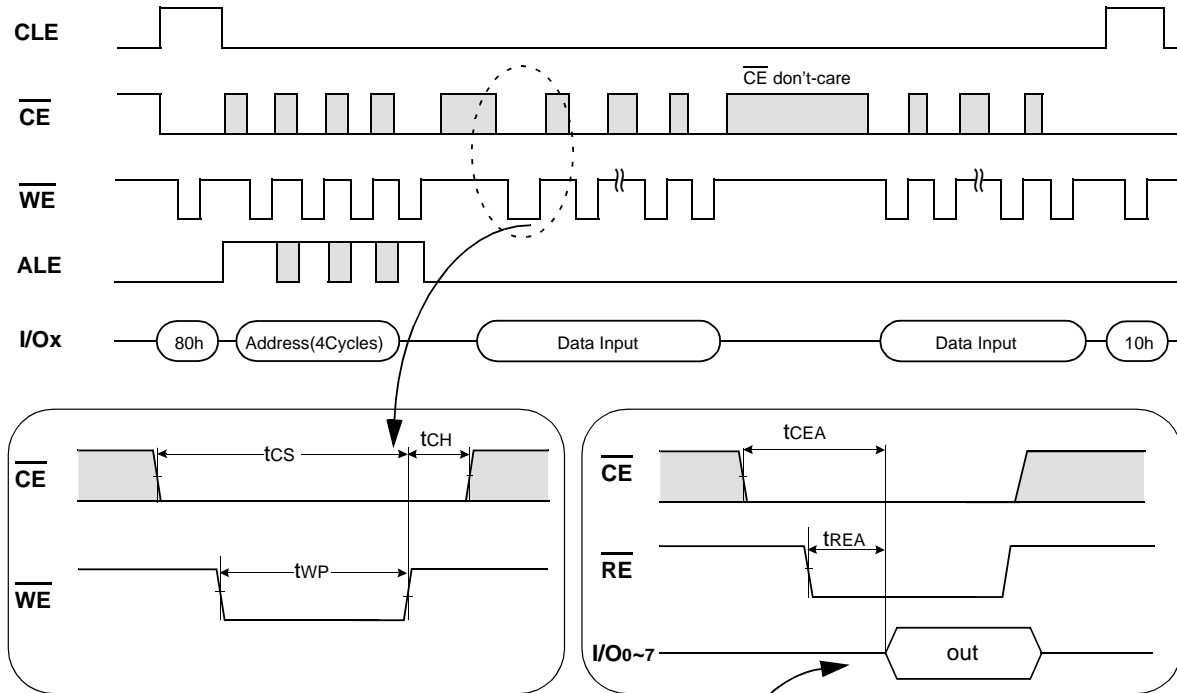 CLE
CE don't-care
CE
WE
ALE
I/Ox
80h
Address(4Cycles)
Data Input
Data Input
10h
tCS
tCH
CE
tWP
WE
tCEA
CE
tREA
RE
I/O0~7
out